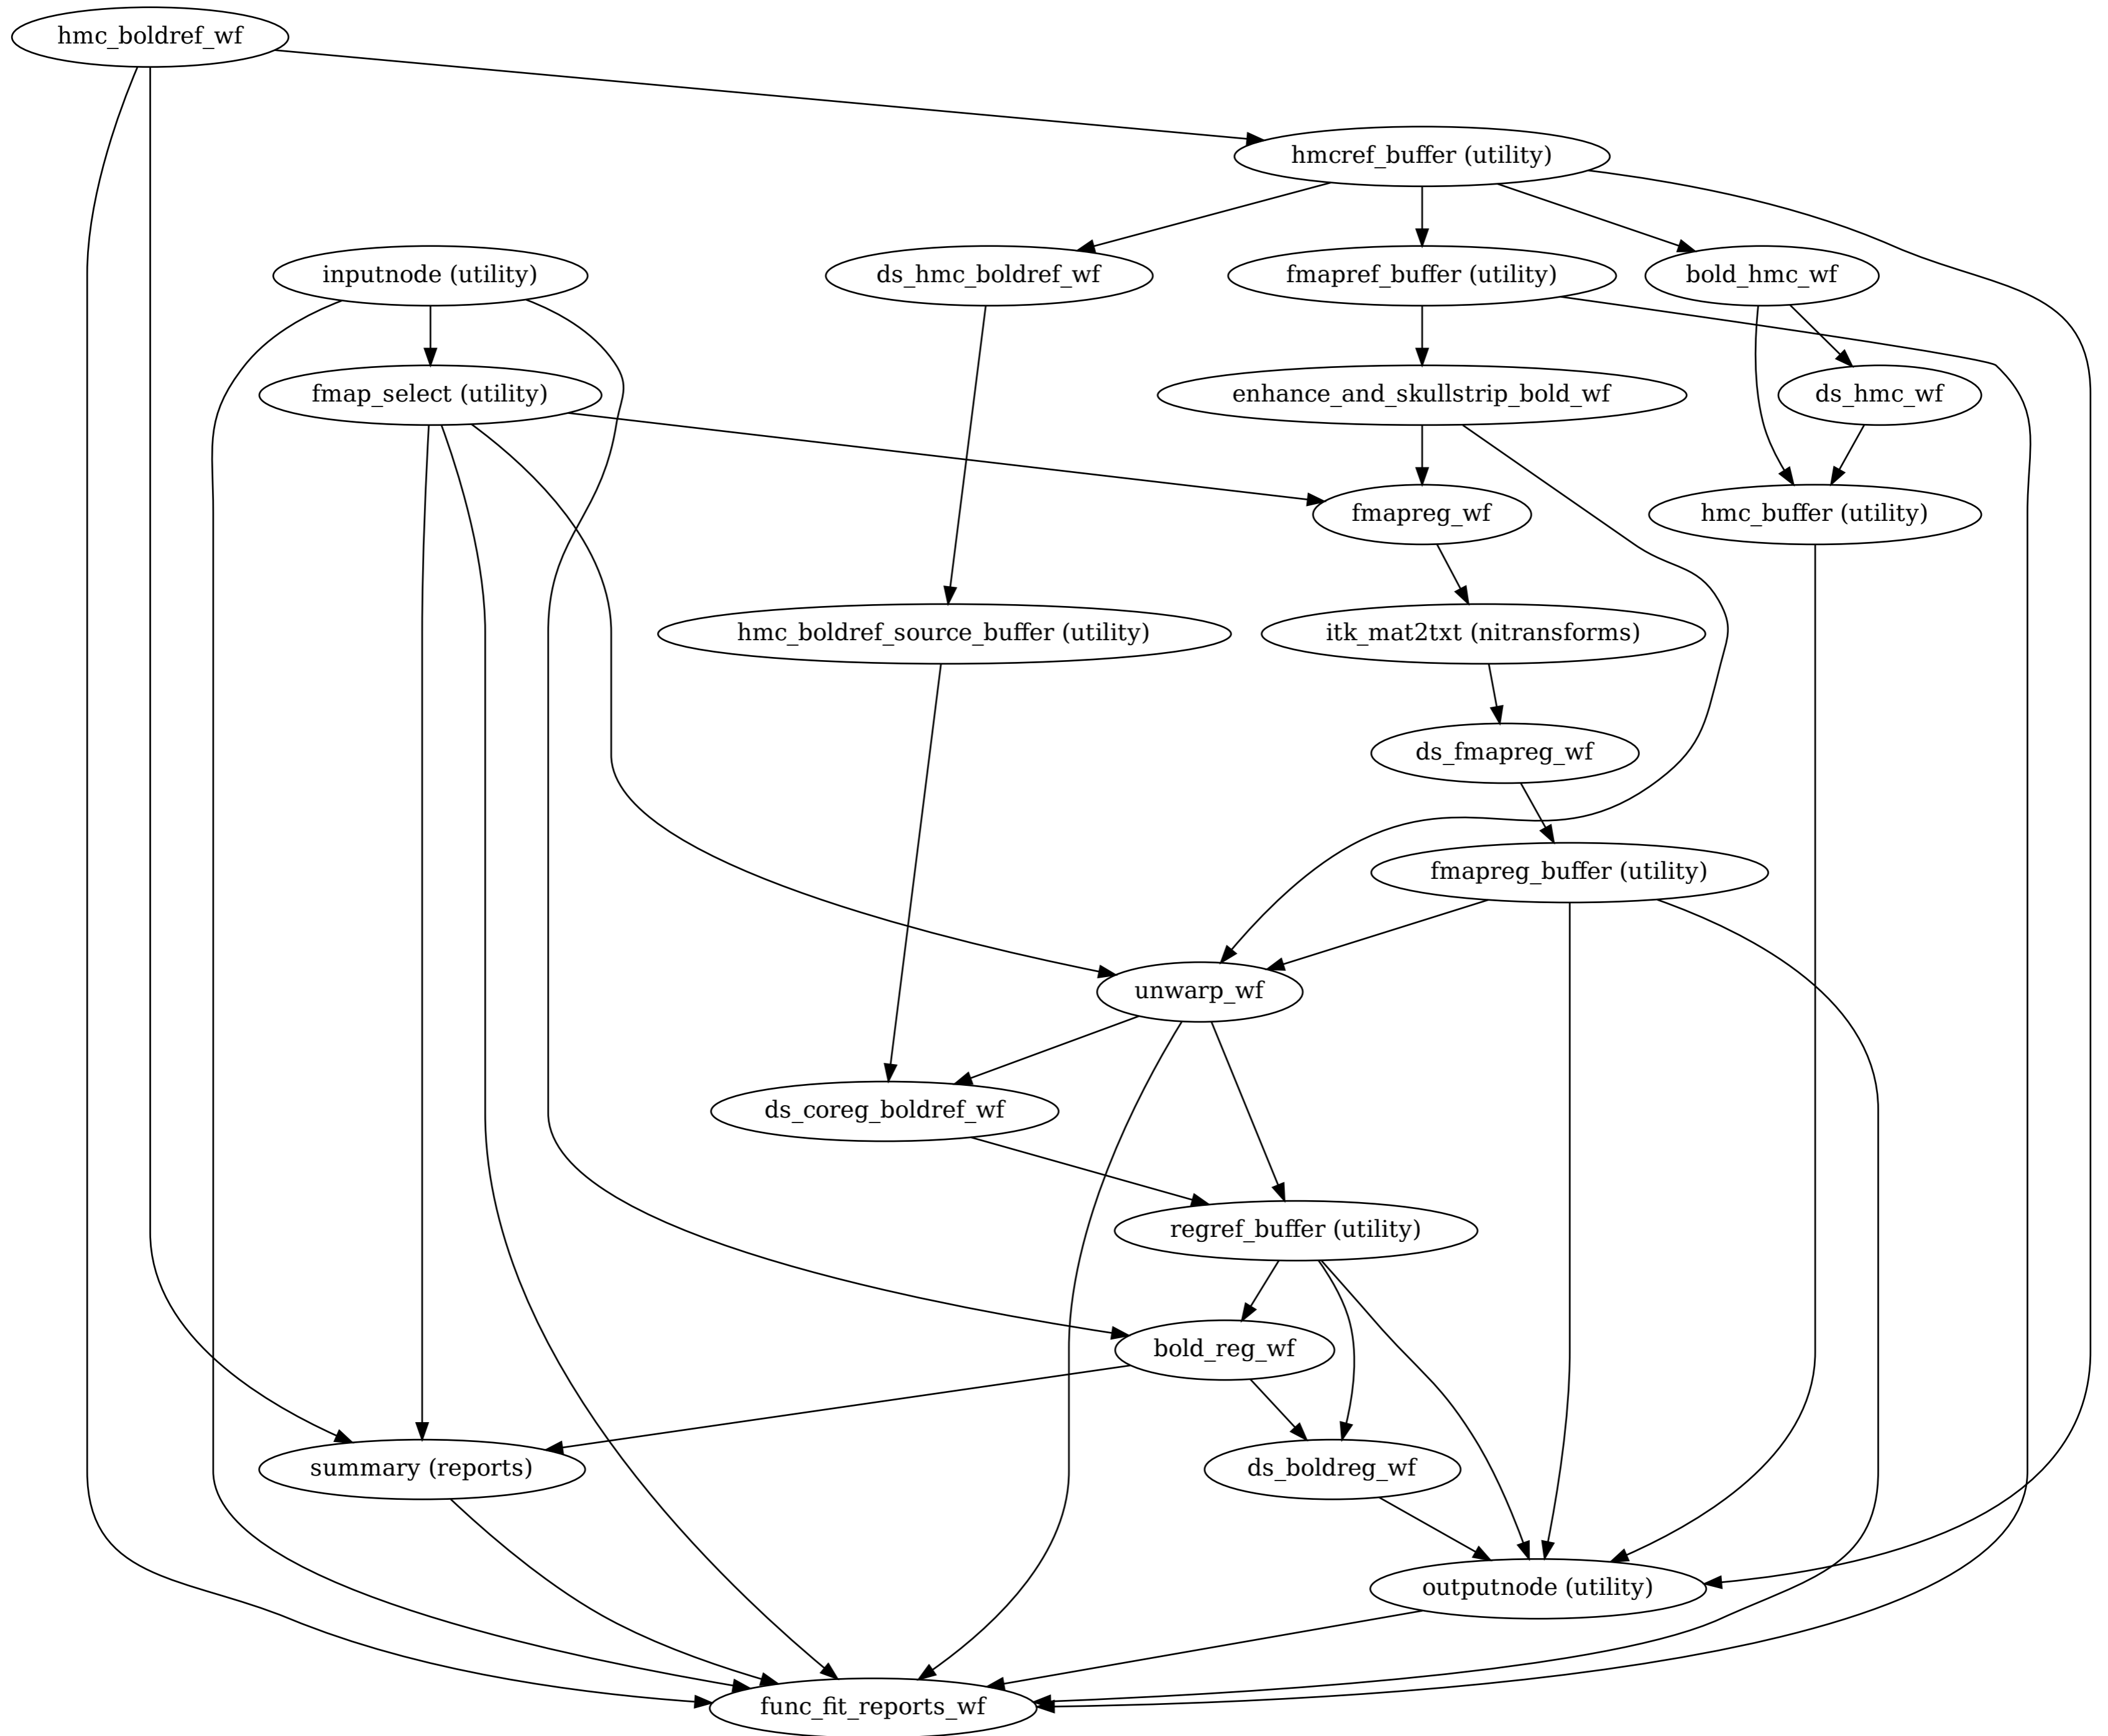 hmc_boldref_wf
hmcref_buffer (utility)
inputnode (utility)
ds_hmc_boldref_wf
fmapref_buffer (utility)
bold_hmc_wf
fmap_select (utility)
enhance_and_skullstrip_bold_wf
ds_hmc_wf
fmapreg_wf
hmc_buffer (utility)
hmc_boldref_source_buffer (utility)
itk_mat2txt (nitransforms)
ds_fmapreg_wf
fmapreg_buffer (utility)
unwarp_wf
ds_coreg_boldref_wf
regref_buffer (utility)
bold_reg_wf
summary (reports)
ds_boldreg_wf
outputnode (utility)
func_fit_reports_wf